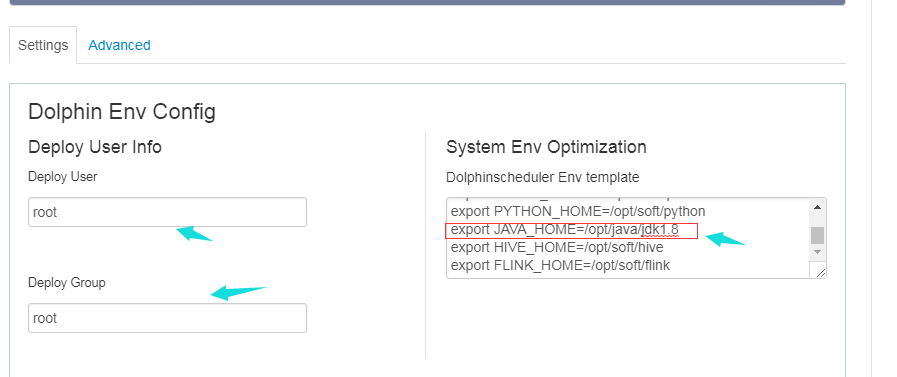 Settings
Advanced
Dolphin Env Config
Deploy User Info
Deploy User
root
Deploy Group
root
System Env Optimization
Dolphinscheduler Env template
export PYTHON_HOME=/opt/soft/python
export JAVA_HOME=/opt/java/jdk1.8
export HIVE_HOME=/opt/soft/hive
export FLINK_HOME=/opt/soft/flink